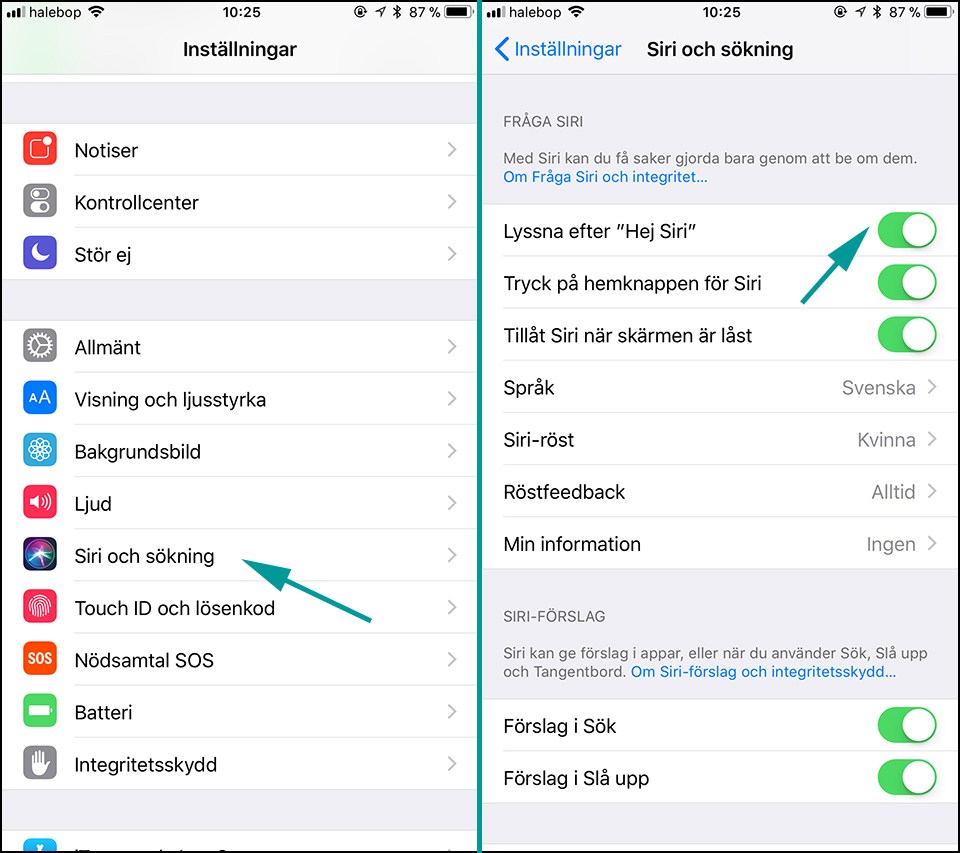 halebop 10:25 87 %
Inställningar
Notiser
Kontrollcenter
Stör ej
Allmänt
AA Visning och ljusstyrka
Bakgrundsbild
Ljud
Siri och sökning
Touch ID och lösenkod
SOS Nödsamtal SOS
Batteri
Integritetsskydd
halebop 10:25 87 %
Inställningar Siri och sökning
FRÅGA SIRI
Med Siri kan du få saker gjorda bara genom att be om dem.
Om Fråga Siri och integritet...
Lyssna efter ”Hej Siri”
Tryck på hemknappen för Siri
Tillåt Siri när skärmen är låst
Språk Svenska
Siri-röst Kvinna
Röstfeedback Alltid
Min information Ingen
SIRI-FÖRSLAG
Siri kan ge förslag i appar, eller när du använder Sök, Slå upp
och Tangentbord. Om Siri-förslag och integritetsskydd...
Förslag i Sök
Förslag i Slå upp